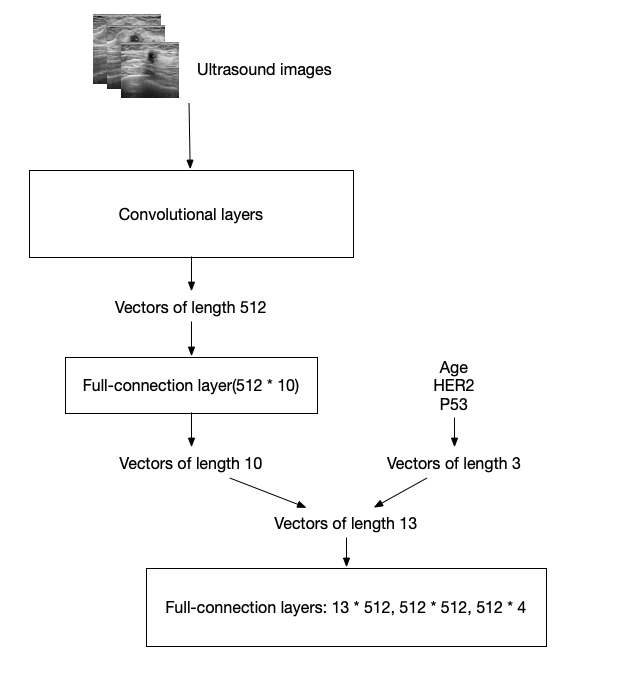 Ultrasound images
Convolutional layers
Vectors of length 512
Full-connection layer(512 * 10)
Age
HER2
P53
Vectors of length 10
Vectors of length 3
Vectors of length 13
Full-connection layers: 13 * 512, 512 * 512, 512 * 4